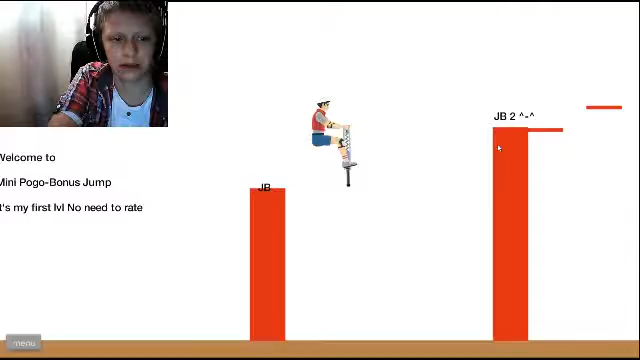 Welcome to
Mini Pogo-Bonus Jump
t's my first lvl No need to rate
JB
JB 2 ^-^
menu